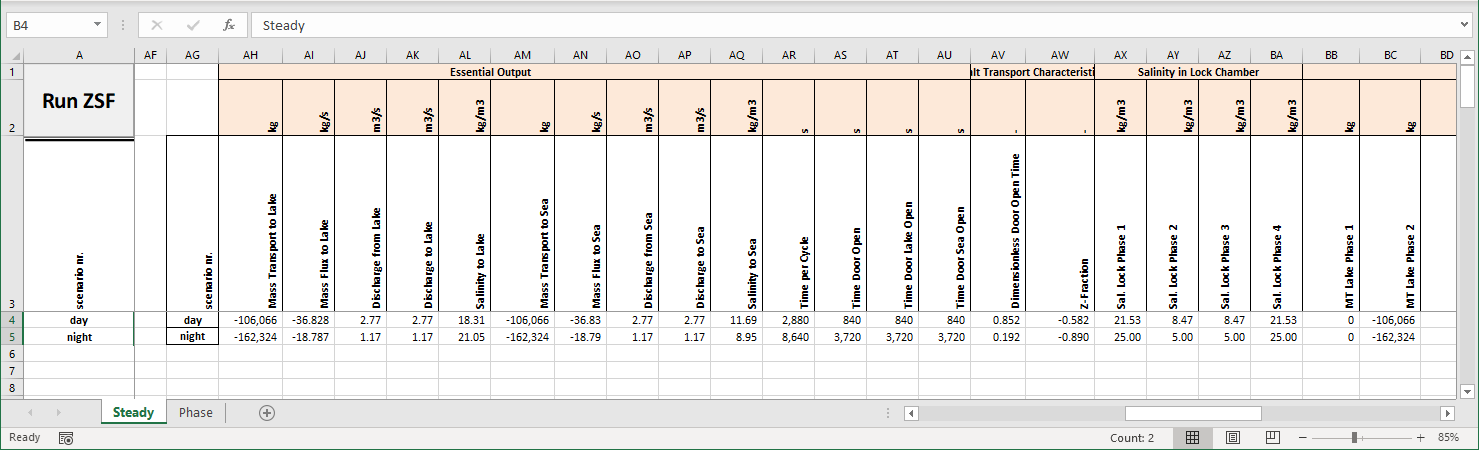 B4 fx Steady
A AF AG AH AI AJ AK AL AM AN AO AP AQ AR AS AT AU AV AW AX AY AZ BA BB BC BD
1 Essential Output alt Transport Characteristi Salinity in Lock Chamber
Run ZSF
2 kg kg/s m3/s m3/s kg/m3 kg kg/s m3/s m3/s kg/m3 s s s s - - kg/m3 kg/m3 kg/m3 kg/m3 kg kg
3 scenario nr. scenario nr. Mass Transport to Lake Mass Flux to Lake Discharge from Lake Discharge to Lake Salinity to Lake Mass Transport to Sea Mass Flux to Sea Discharge from Sea Discharge to Sea Salinity to Sea Time per Cycle Time Door Open Time Door Lake Open Time Door Sea Open Dimensionless Door Open Time Z-Fraction Sal. Lock Phase 1 Sal. Lock Phase 2 Sal. Lock Phase 3 Sal. Lock Phase 4 MT Lake Phase 1 MT Lake Phase 2
4 day day -106,066 -36.828 2.77 2.77 18.31 -106,066 -36.83 2.77 2.77 11.69 2,880 840 840 840 0.852 -0.582 21.53 8.47 8.47 21.53 0 -106,066
5 night night -162,324 -18.787 1.17 1.17 21.05 -162,324 -18.79 1.17 1.17 8.95 8,640 3,720 3,720 3,720 0.192 -0.890 25.00 5.00 5.00 25.00 0 -162,324
6
7
8
Steady Phase
Ready Count: 2 85%